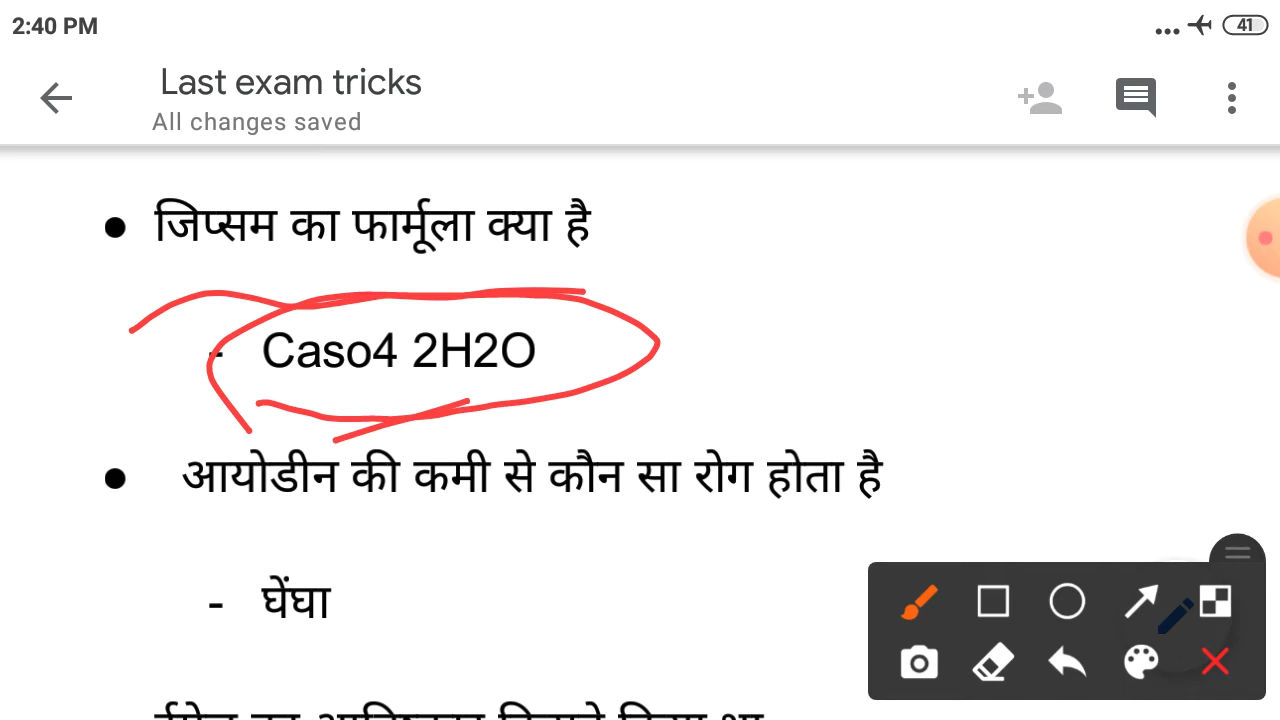 2:40 PM
41
Last exam tricks
All changes saved
● जिप्सम का फार्मूला क्या है
- Caso4 2H2O
● आयोडीन की कमी से कौन सा रोग होता है
- घेंघा